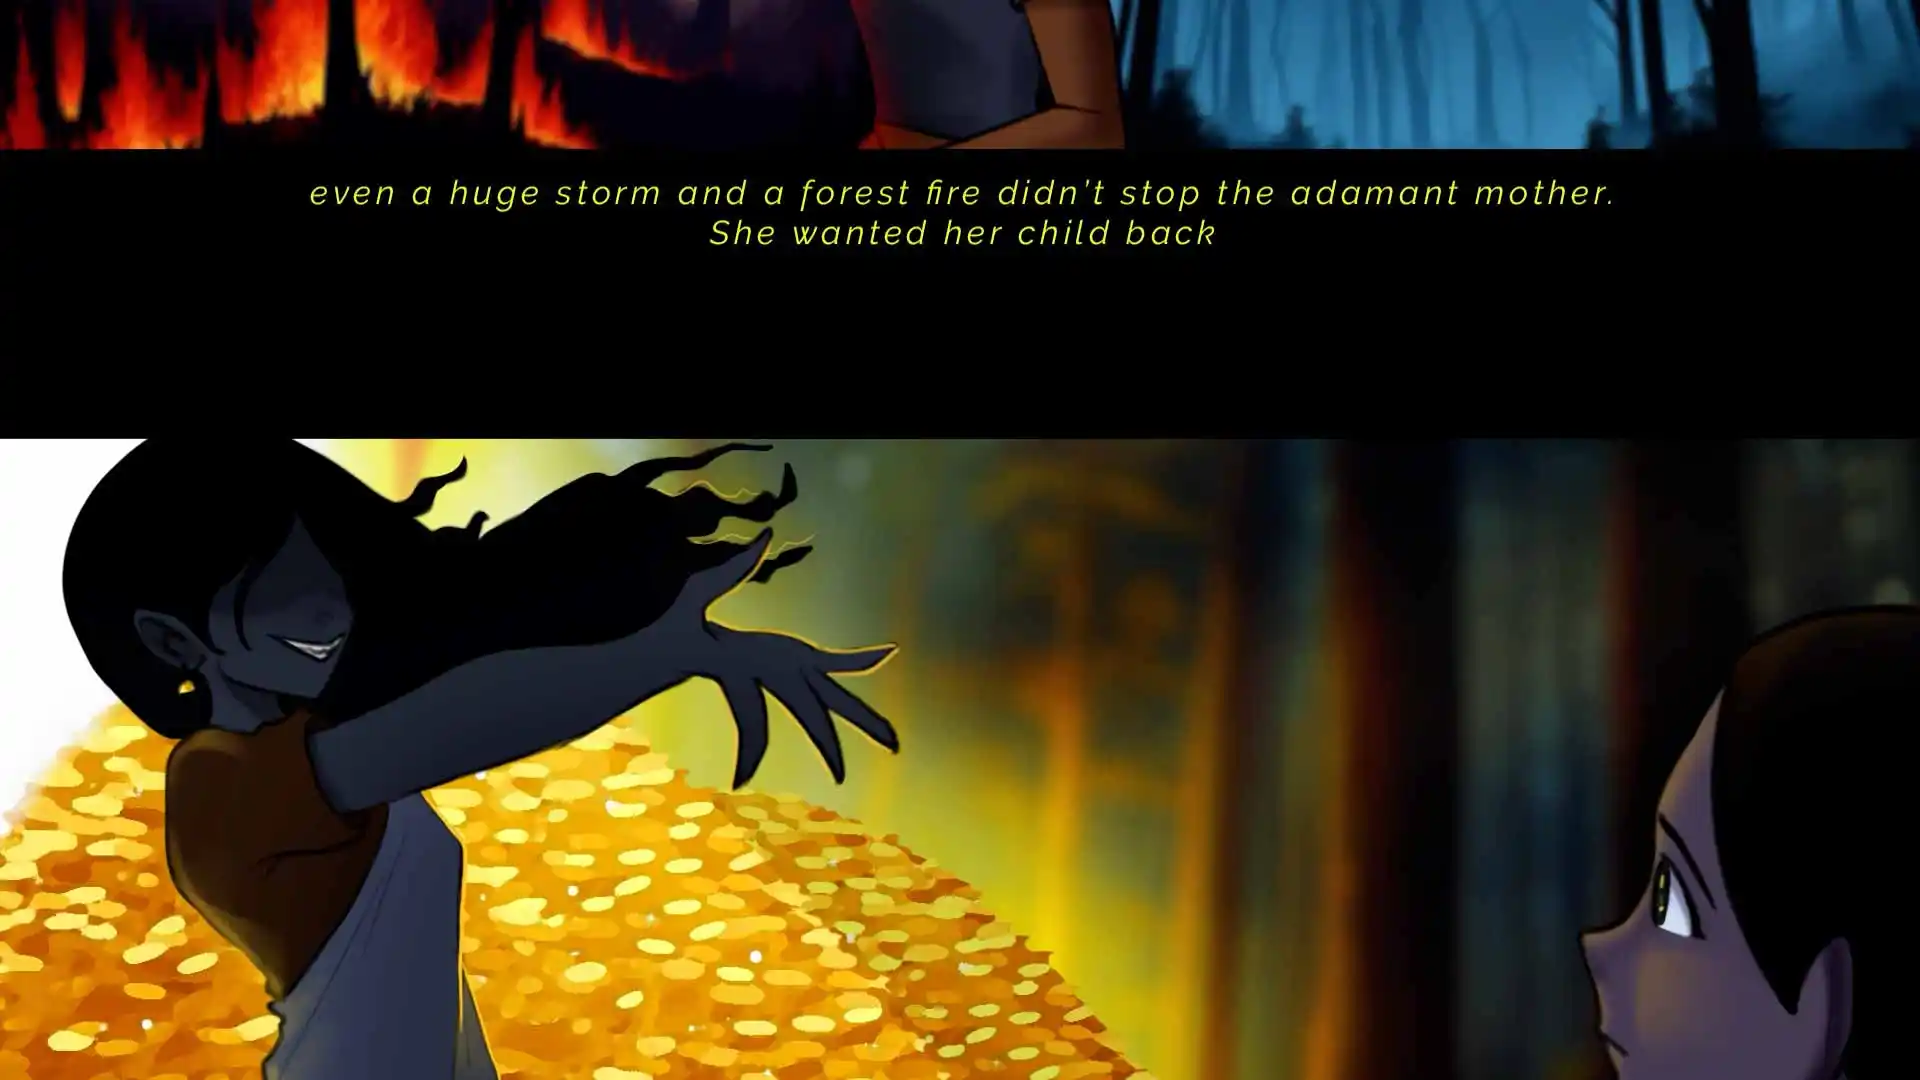 even a huge storm and a forest fire didn't stop the adamant mother.
She wanted her child back